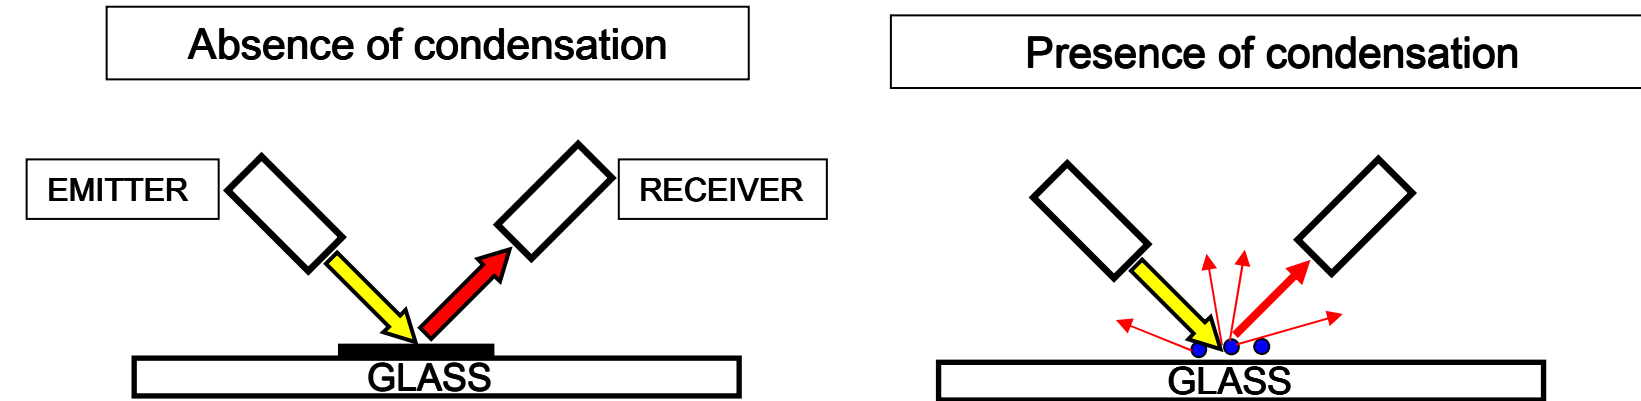 Absence of condensation
Presence of condensation
EMITTER
RECEIVER
GLASS
GLASS